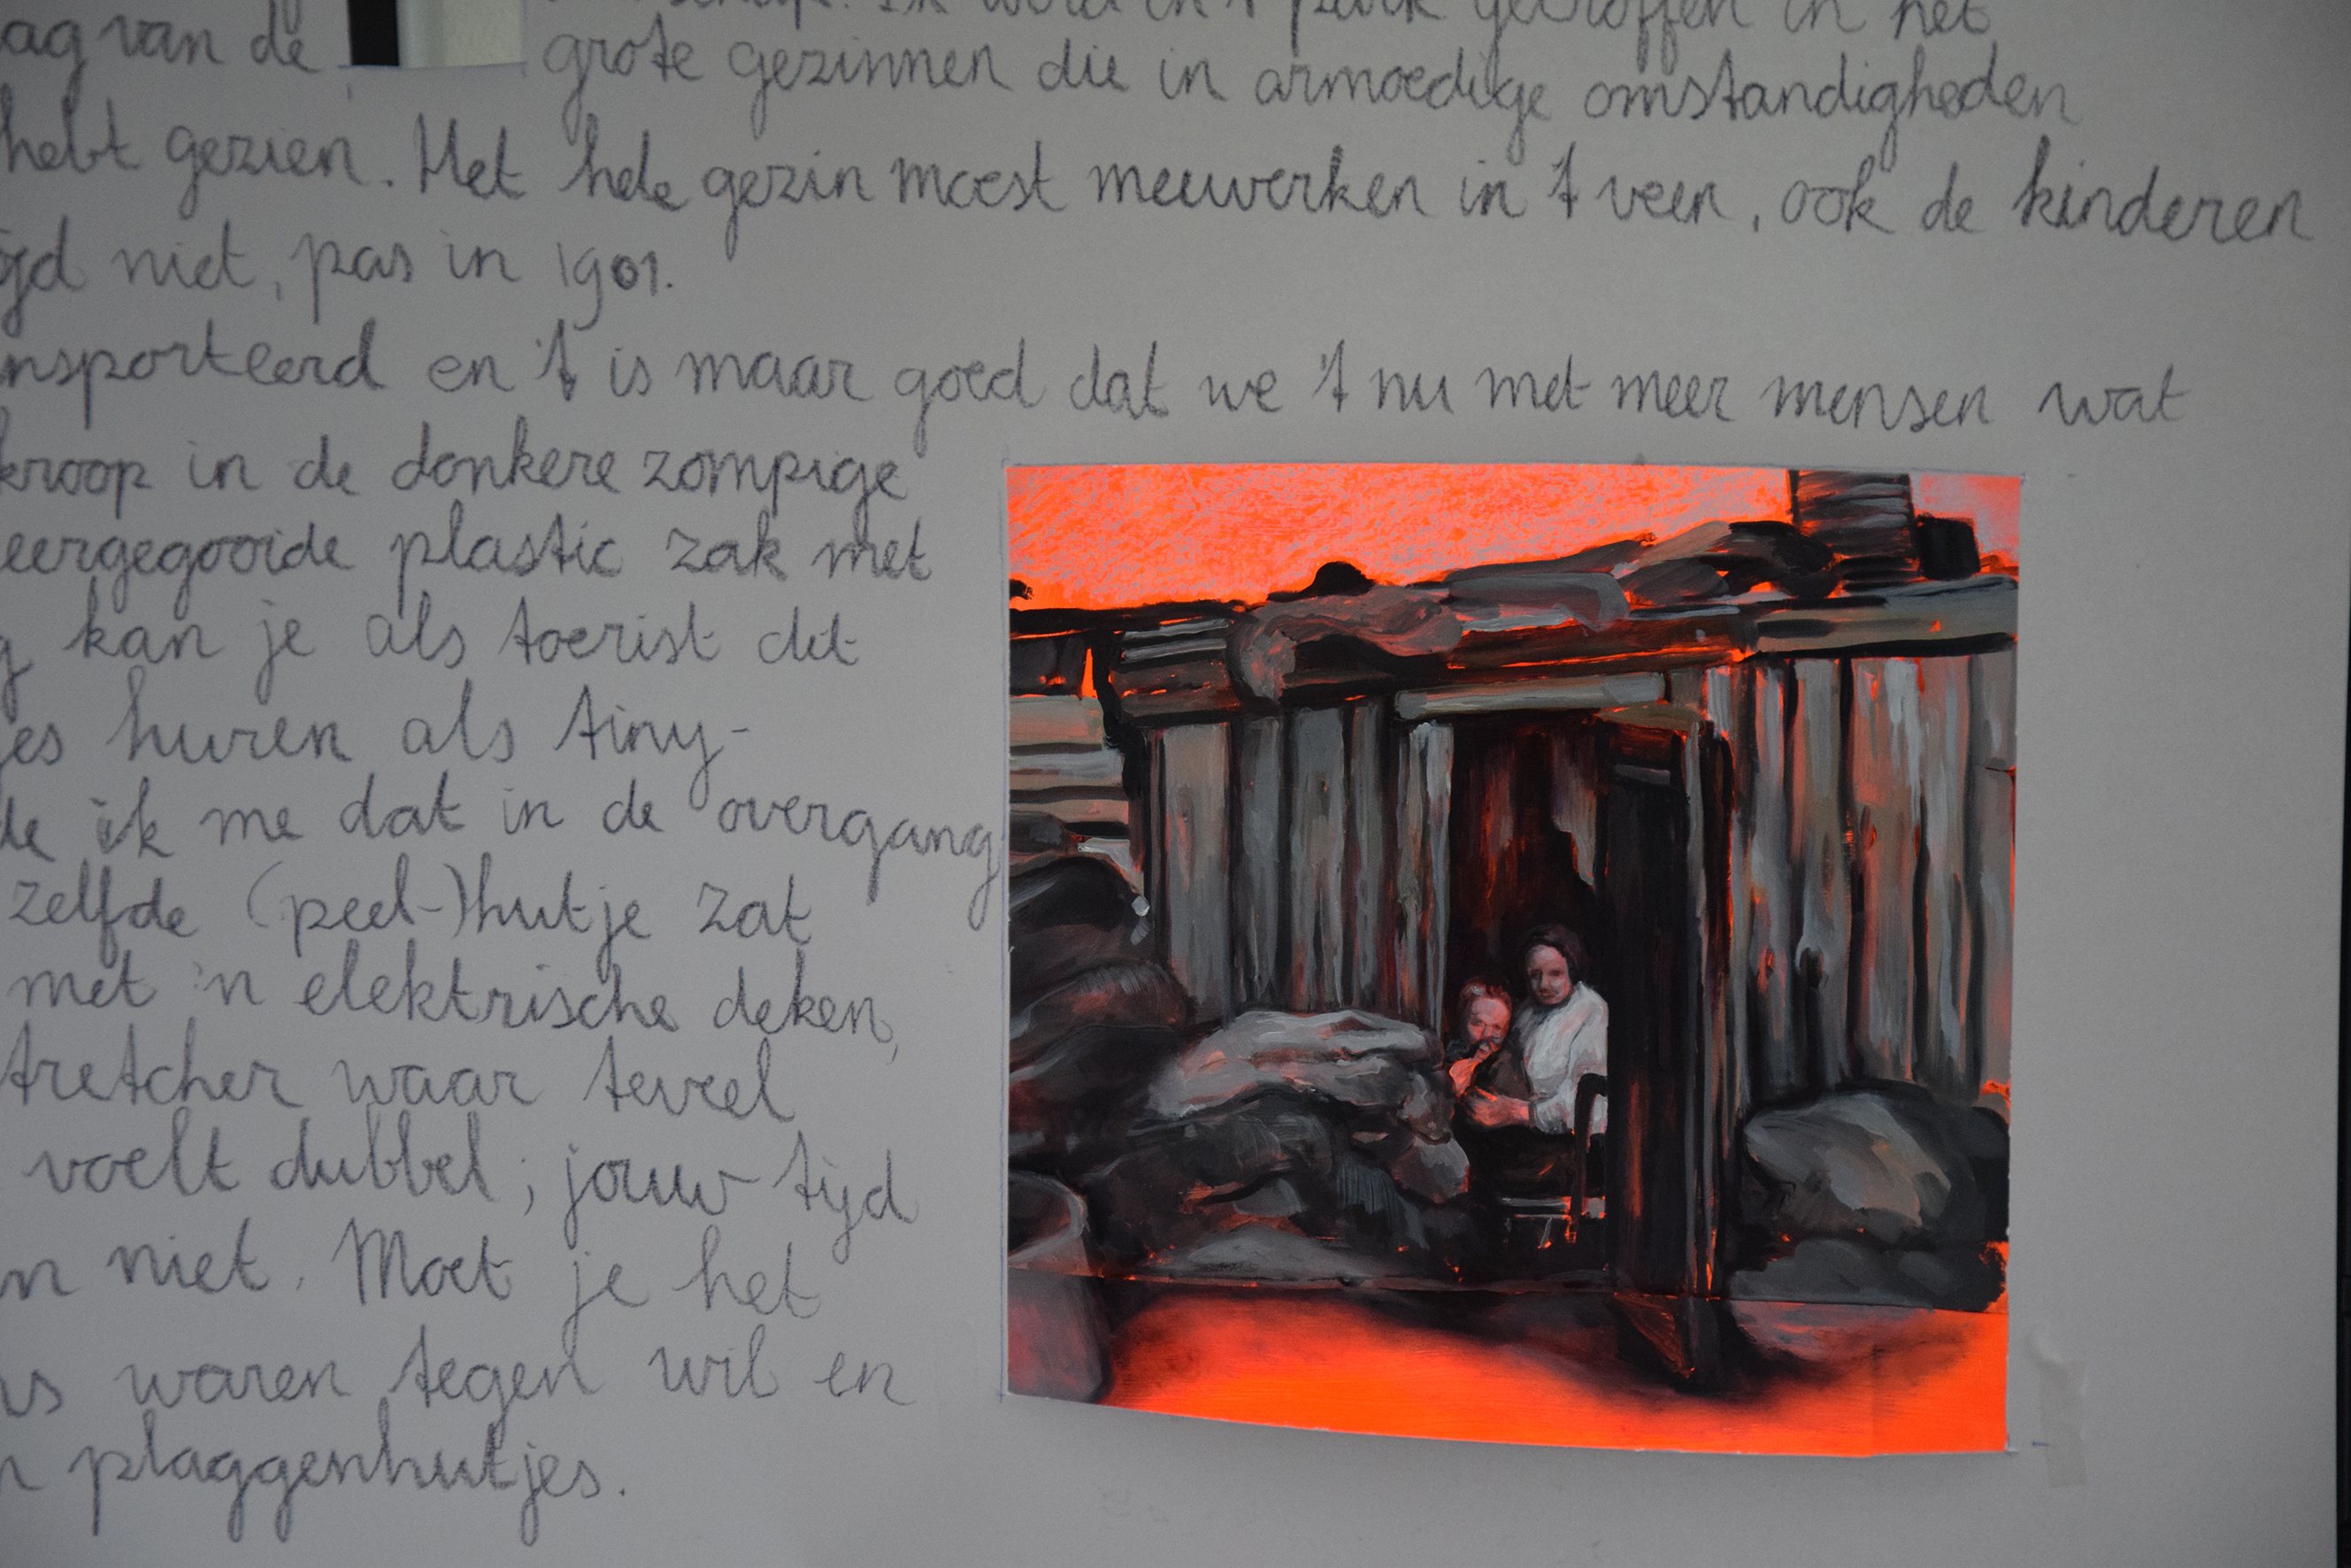 ik word in 't park getroffen in het
van de grote gezinnen die in armoedige omstandigheden
hebt gezien. Het hele gezin moest meewerken in 't veen, ook de kinderen
niet, pas in 1901.
en 't is maar goed dat we 't nu met meer mensen wat
kroop in de donkere zompige
eergegooide plastic zak met
kan je als toerist dit
es huren als tiny-
de ik me dat in de overgang
zelfde (peel-)hutje zat
met 'n elektrische deken,
tretcher waar teveel
voelt dubbel; jouw tijd
n niet. Moet je het
waren tegen wil en
plaggenhutjes.